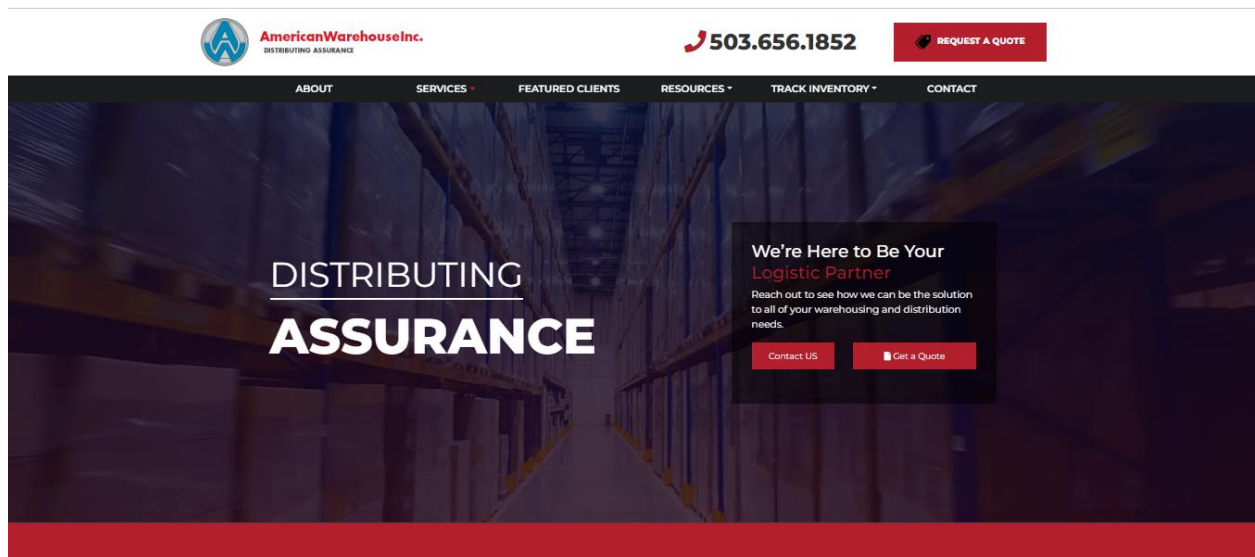 AmericanWarehouseInc.
DISTRIBUTING ASSURANCE
503.656.1852
REQUEST A QUOTE
ABOUT
SERVICES
FEATURED CLIENTS
RESOURCES
TRACK INVENTORY
CONTACT
DISTRIBUTING
ASSURANCE
We're Here to Be Your
Logistic Partner
Reach out to see how we can be the solution
to all of your warehousing and distribution
needs.
Contact US
Get a Quote